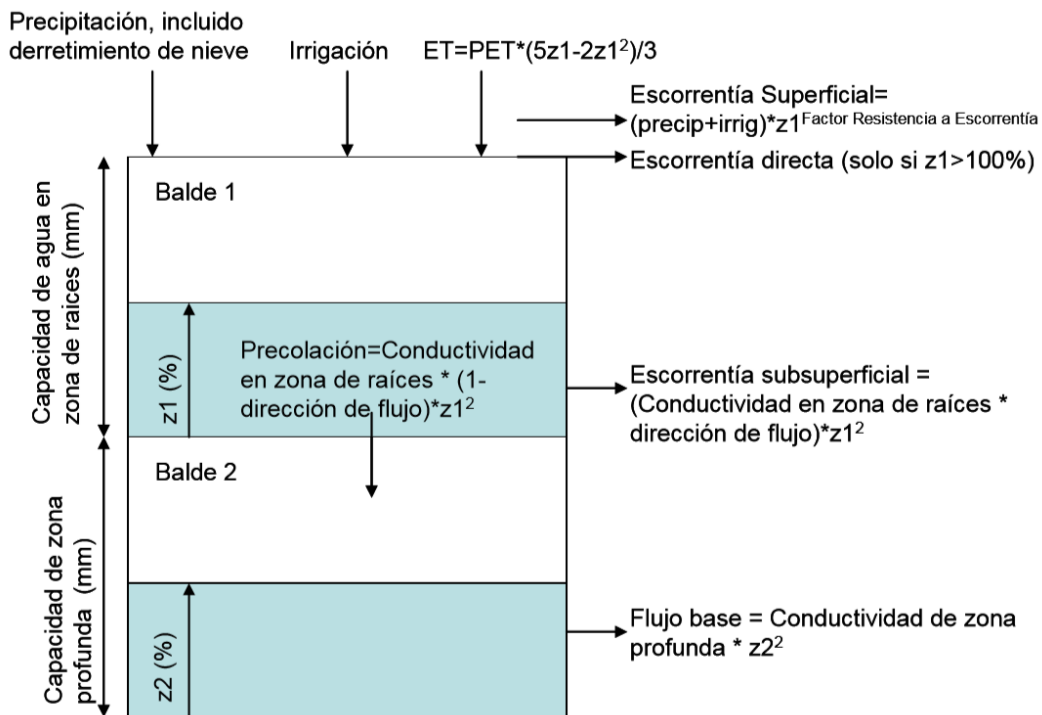 Precipitación, incluido
derretimiento de nieve
Irrigación
ET=PET*(5z1-2z1²)/3
Escorrentía Superficial=
(precip+irrig)*z1^Factor Resistencia a Escorrentía
Escorrentía directa (solo si z1>100%)
Capacidad de agua en
zona de raices (mm)
Balde 1
z1 (%)
Precolación=Conductividad
en zona de raíces * (1-
dirección de flujo)*z1²
Escorrentía subsuperficial =
(Conductividad en zona de raíces *
dirección de flujo)*z1²
Capacidad de zona
profunda (mm)
Balde 2
z2 (%)
Flujo base = Conductividad de zona
profunda * z2²